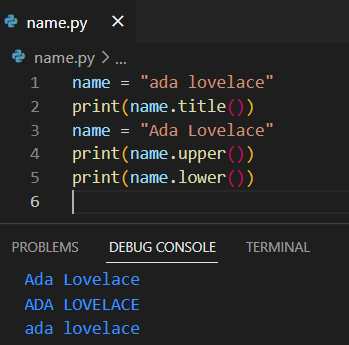 name.py ×
name.py > ...
1 name = "ada lovelace"
2 print(name.title())
3 name = "Ada Lovelace"
4 print(name.upper())
5 print(name.lower())
6
PROBLEMS DEBUG CONSOLE TERMINAL
Ada Lovelace
ADA LOVELACE
ada lovelace